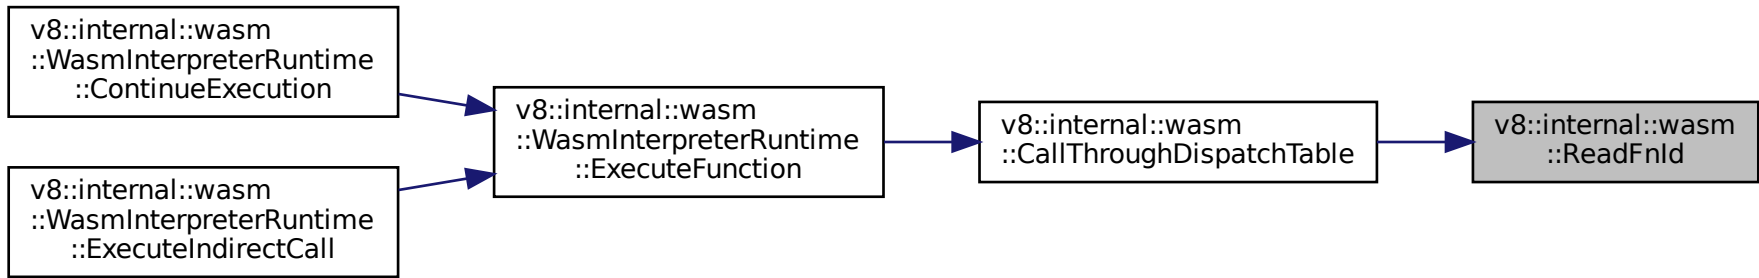 v8::internal::wasm
::WasmInterpreterRuntime
::ContinueExecution
v8::internal::wasm
::WasmInterpreterRuntime
::ExecuteIndirectCall
v8::internal::wasm
::WasmInterpreterRuntime
::ExecuteFunction
v8::internal::wasm
::CallThroughDispatchTable
v8::internal::wasm
::ReadFnId